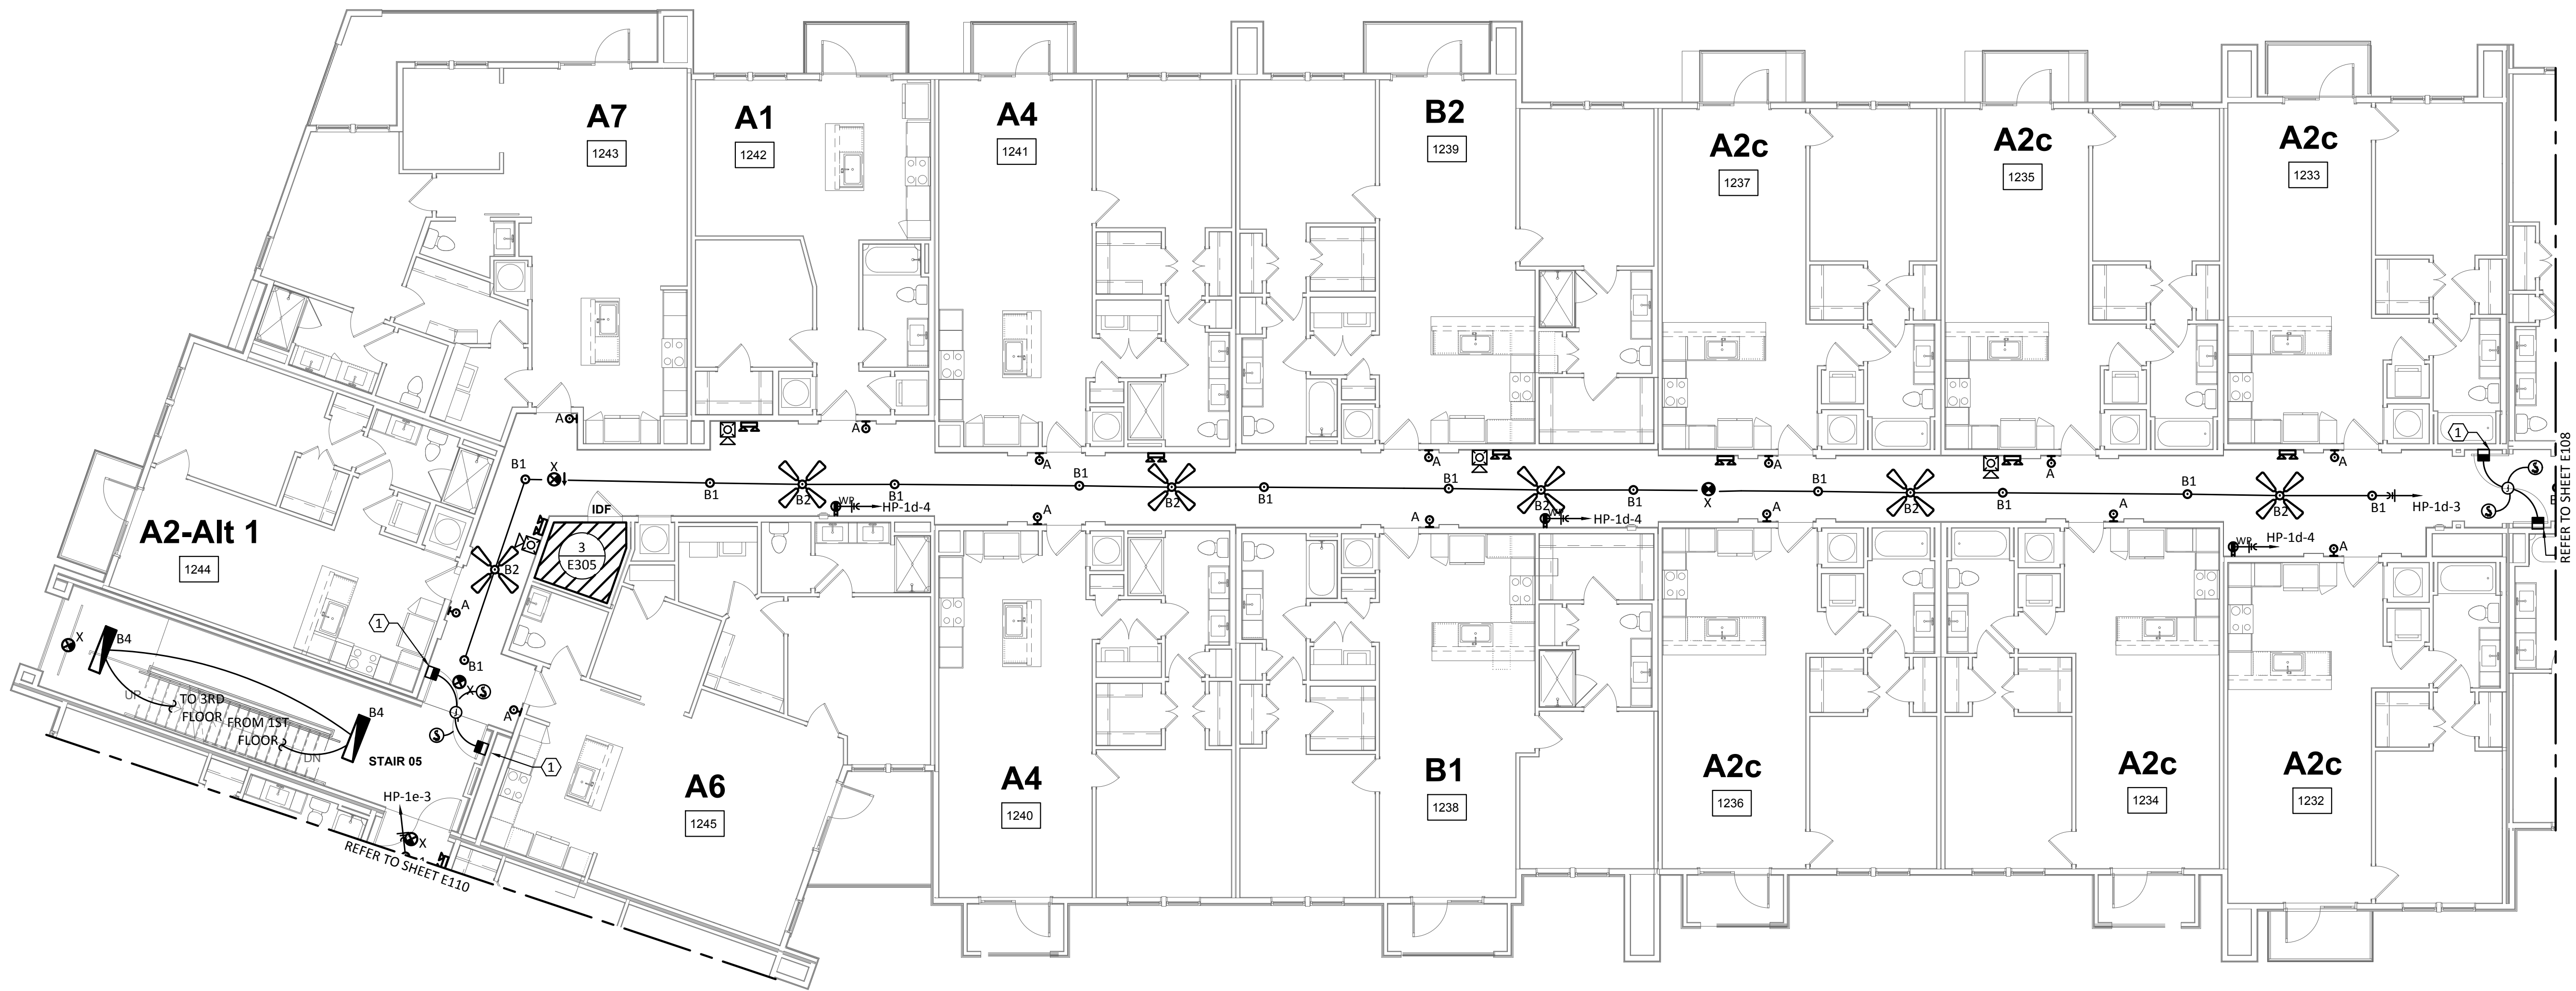 A7
1243
A1
1242
A4
1241
B2
1239
A2c
1237
A2c
1235
A2c
1233
REFER TO SHEET E108
A
A
A
A
A
A
A
1
S
S
B1
X
B1
B2
B1
B1
B2
B1
B1
B2
B1
X
B1
B2
B1
B1
B2
B1
HP-1d-3
WP
HP-1d-4
WP
HP-1d-4
WP
HP-1d-4
A
A
A
A
A
IDF
3
E305
A2-Alt 1
1244
B2
A
1
B1
X
S
S
A
1
X
B4
B4
UP
TO 3RD
FLOOR
FROM 1ST
FLOOR
DN
STAIR 05
HP-1e-3
X
REFER TO SHEET E110
A6
1245
A4
1240
B1
1238
A2c
1236
A2c
1234
A2c
1232